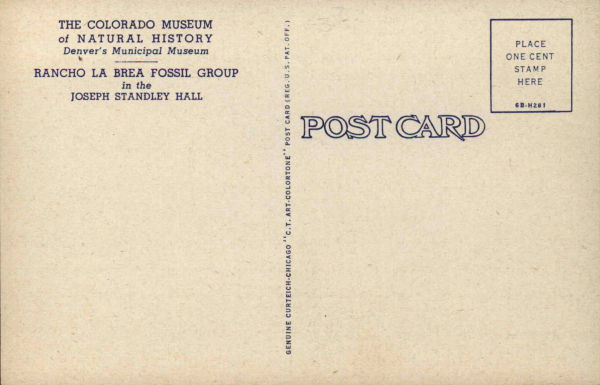 THE COLORADO MUSEUM
of NATURAL HISTORY
Denver's Municipal Museum
RANCHO LA BREA FOSSIL GROUP
in the
JOSEPH STANDLEY HALL
GENUINE CURTEICH-CHICAGO "C.T. ART-COLORTONE" POST CARD (REG. U.S. PAT. OFF.)
POST CARD
PLACE
ONE CENT
STAMP
HERE
6B-H281